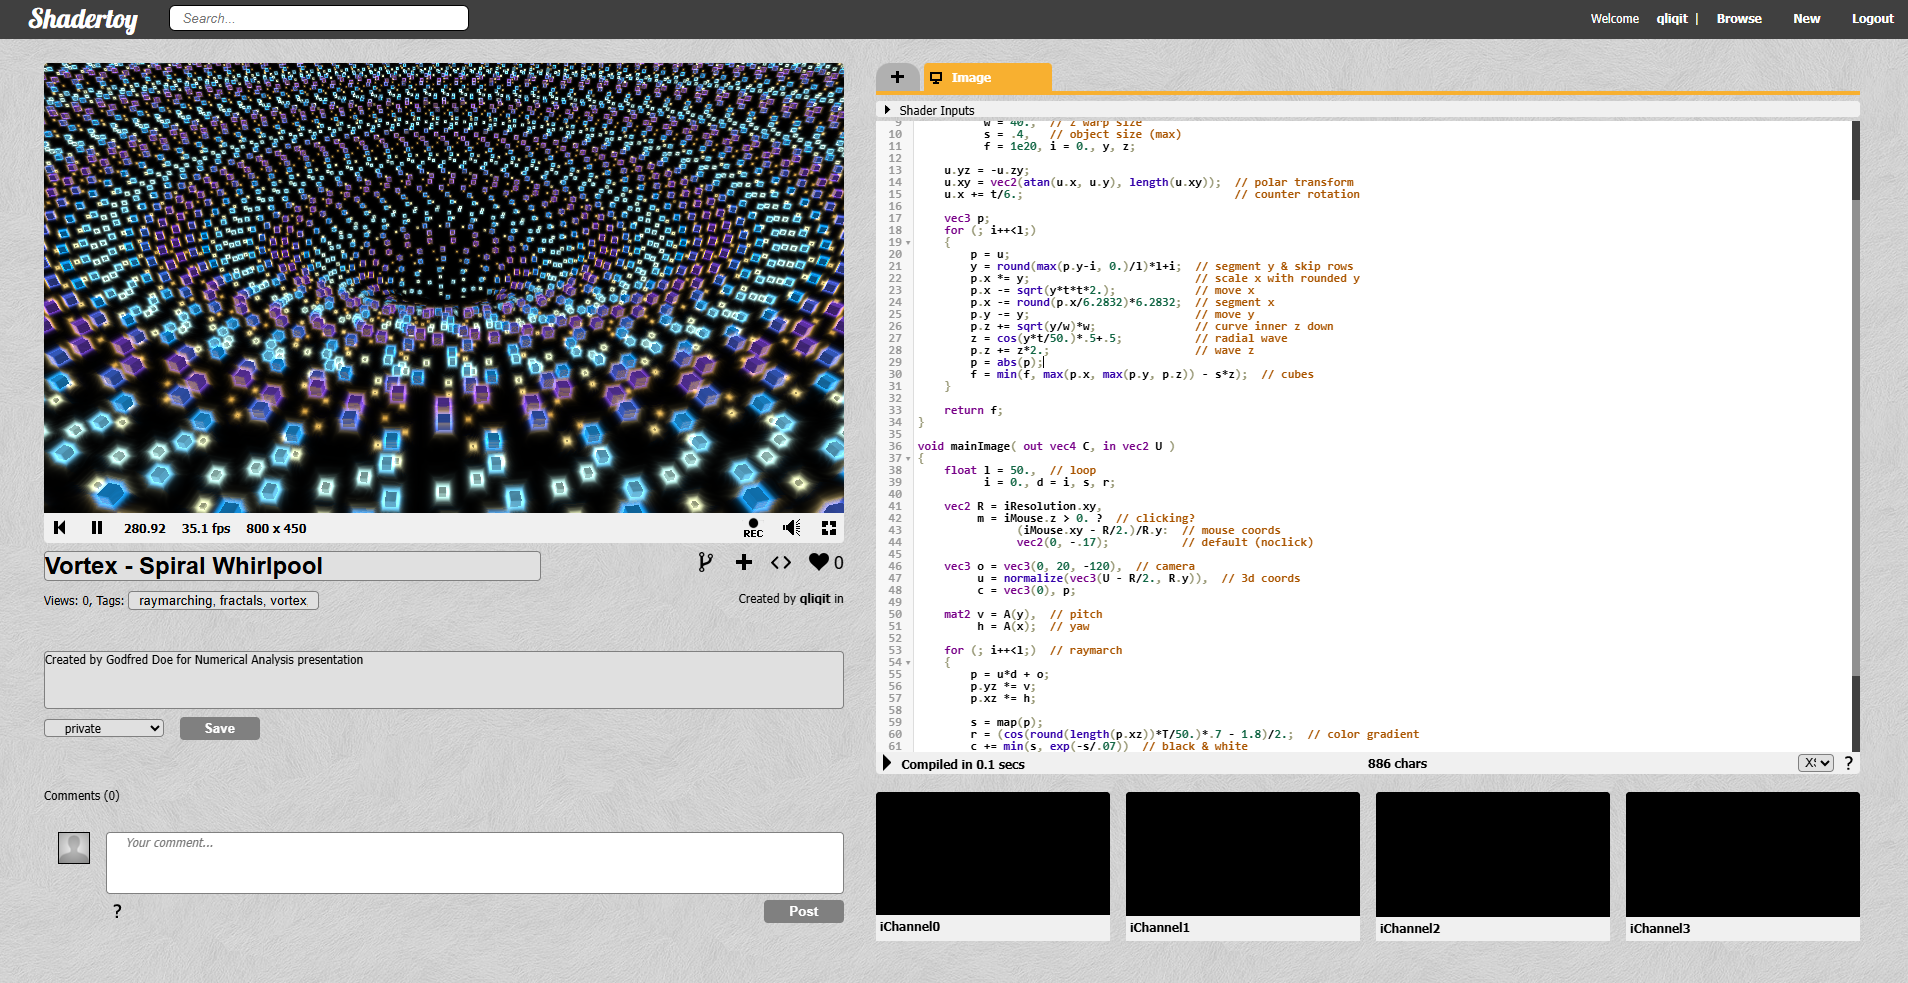 Shadertoy
Search...
Welcome qliqit | Browse New Logout
Image
Shader Inputs
9 w = 40., // z warp size
10 s = .4, // object size (max)
11 f = 1e20, i = 0., y, z;
12
13 u.yz = -u.zy;
14 u.xy = vec2(atan(u.x, u.y), length(u.xy)); // polar transform
15 u.x += t/6.; // counter rotation
16
17 vec3 p;
18 for (; i++<l;)
19 {
20 p = u;
21 y = round(max(p.y-i, 0.)/l)*l+i; // segment y & skip rows
22 p.x *= y; // scale x with rounded y
23 p.x -= sqrt(y*t*t*2.); // move x
24 p.x -= round(p.x/6.2832)*6.2832; // segment x
25 p.y -= y; // move y
26 p.z += sqrt(y/w)*w; // curve inner z down
27 z = cos(y*t/50.)*.5+.5; // radial wave
28 p.z += z*2.; // wave z
29 p = abs(p);
30 f = min(f, max(p.x, max(p.y, p.z)) - s*z); // cubes
31 }
32
33 return f;
34 }
35
36 void mainImage( out vec4 C, in vec2 U )
37 {
38 float l = 50., // loop
39 i = 0., d = i, s, r;
40
41 vec2 R = iResolution.xy,
42 m = iMouse.z > 0. ? // clicking?
43 (iMouse.xy - R/2.)/R.y: // mouse coords
44 vec2(0, -.17); // default (noclick)
45
46 vec3 o = vec3(0, 20, -120), // camera
47 u = normalize(vec3(U - R/2., R.y)), // 3d coords
48 c = vec3(0), p;
49
50 mat2 v = A(y), // pitch
51 h = A(x); // yaw
52
53 for (; i++<l;) // raymarch
54 {
55 p = u*d + o;
56 p.yz *= v;
57 p.xz *= h;
58
59 s = map(p);
60 r = (cos(round(length(p.xz))*T/50.)*.7 - 1.8)/2.; // color gradient
61 c += min(s, exp(-s/.07)) // black & white
Compiled in 0.1 secs 886 chars ?
280.92 35.1 fps 800 x 450 REC
Vortex - Spiral Whirlpool
0
Views: 0, Tags: raymarching, fractals, vortex
Created by qliqit in
Created by Godfred Doe for Numerical Analysis presentation
private Save
Comments (0)
Your comment...
? Post
iChannel0 iChannel1 iChannel2 iChannel3